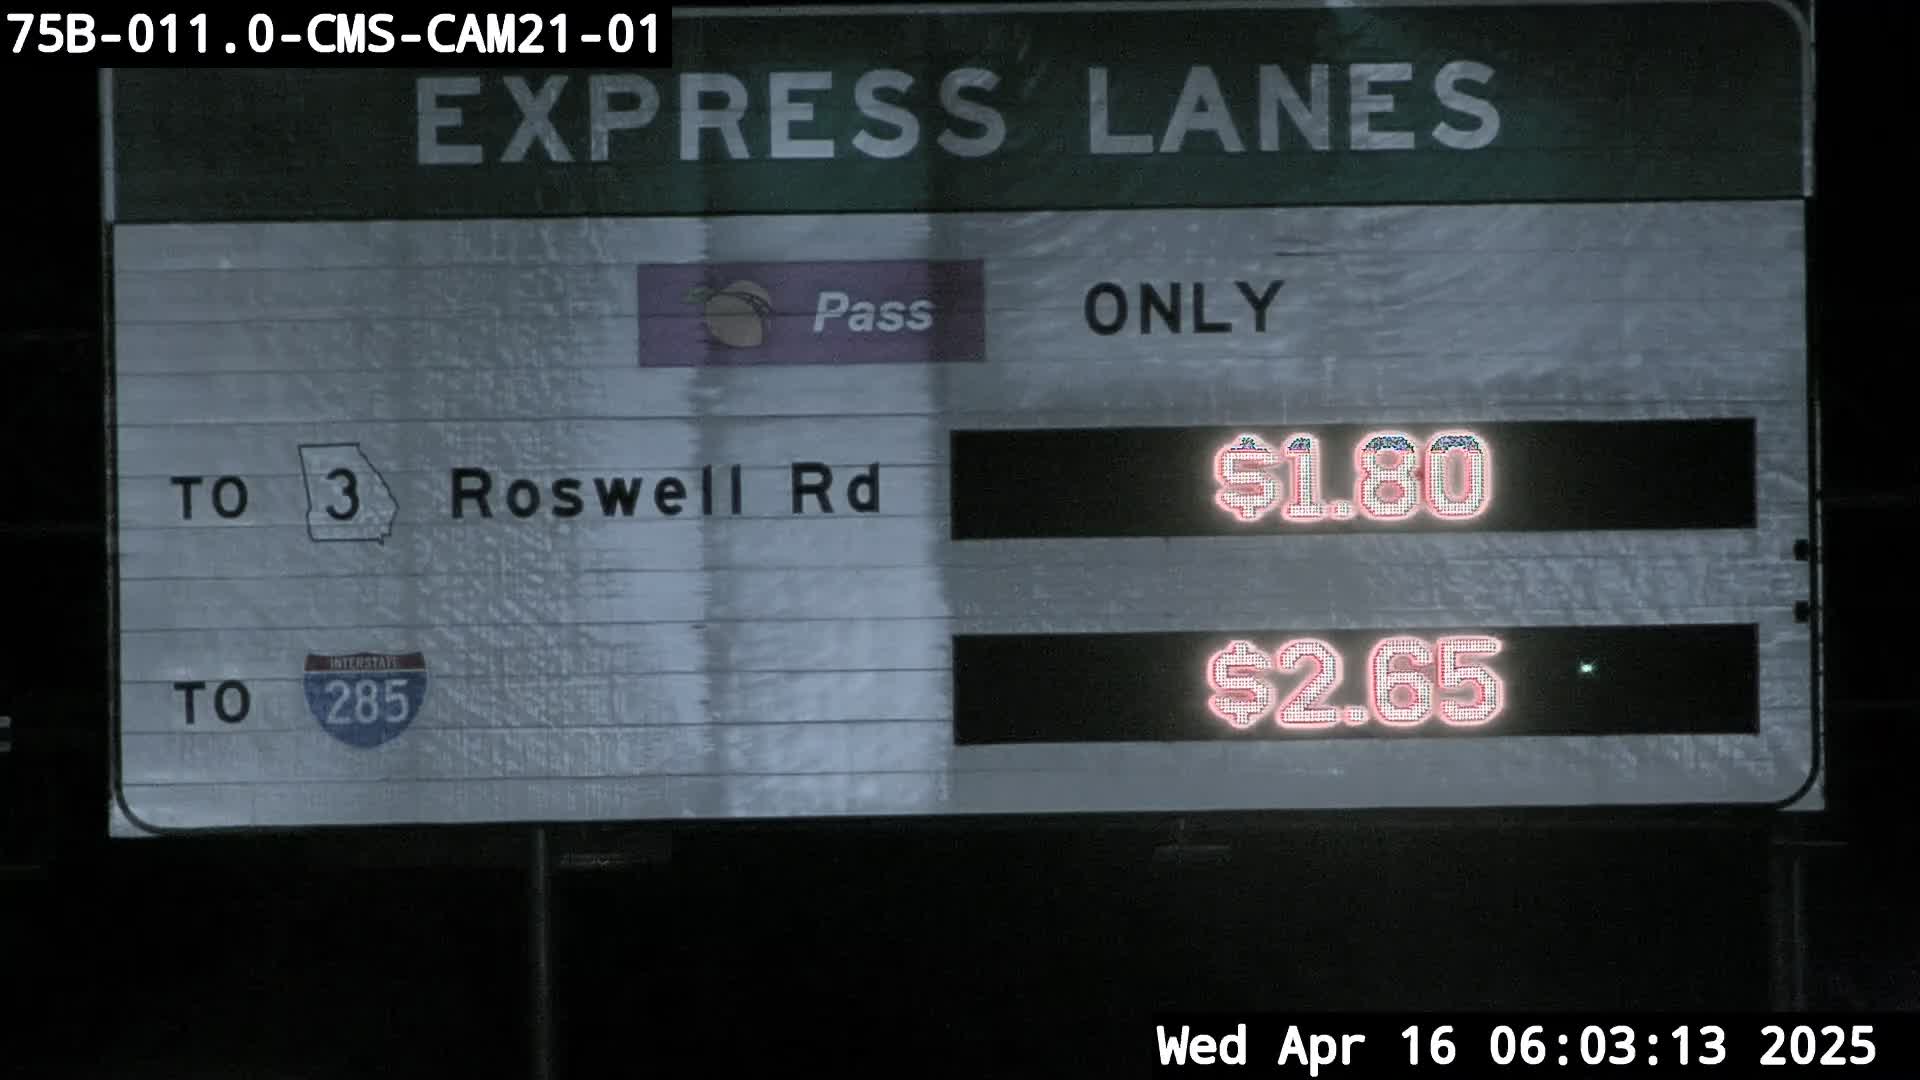 75B-011.0-CMS-CAM21-01
EXPRESS LANES
Pass ONLY
TO 3 Roswell Rd $1.80
TO INTERSTATE 285 $2.65
Wed Apr 16 06:03:13 2025